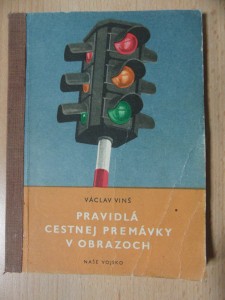 VÁCLAV VINŠ
PRAVIDLÁ
CESTNEJ PREMÁVKY
V OBRAZOCH
NAŠE VOJSKO